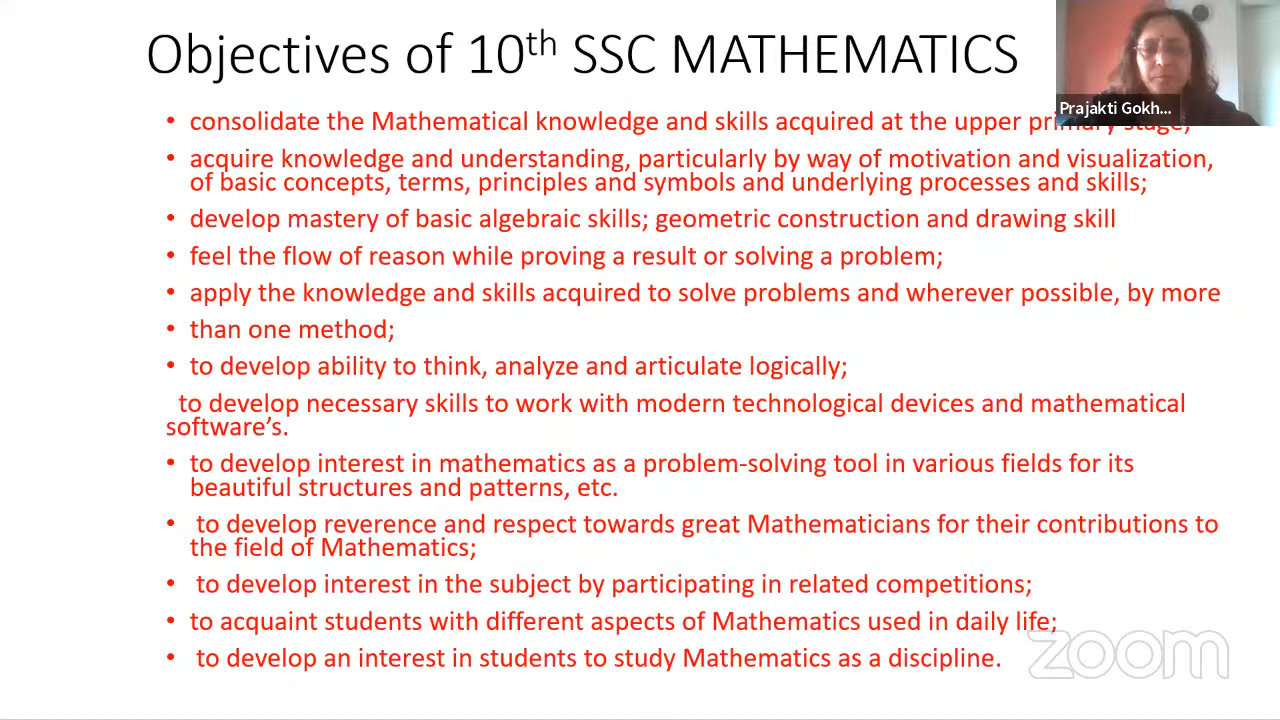 Objectives of 10th SSC MATHEMATICS
Prajakti Gokh...
• consolidate the Mathematical knowledge and skills acquired at the upper primary stage;
• acquire knowledge and understanding, particularly by way of motivation and visualization,
of basic concepts, terms, principles and symbols and underlying processes and skills;
• develop mastery of basic algebraic skills; geometric construction and drawing skill
• feel the flow of reason while proving a result or solving a problem;
• apply the knowledge and skills acquired to solve problems and wherever possible, by more
• than one method;
• to develop ability to think, analyze and articulate logically;
to develop necessary skills to work with modern technological devices and mathematical
software's.
• to develop interest in mathematics as a problem-solving tool in various fields for its
beautiful structures and patterns, etc.
• to develop reverence and respect towards great Mathematicians for their contributions to
the field of Mathematics;
• to develop interest in the subject by participating in related competitions;
• to acquaint students with different aspects of Mathematics used in daily life;
• to develop an interest in students to study Mathematics as a discipline.
zoom